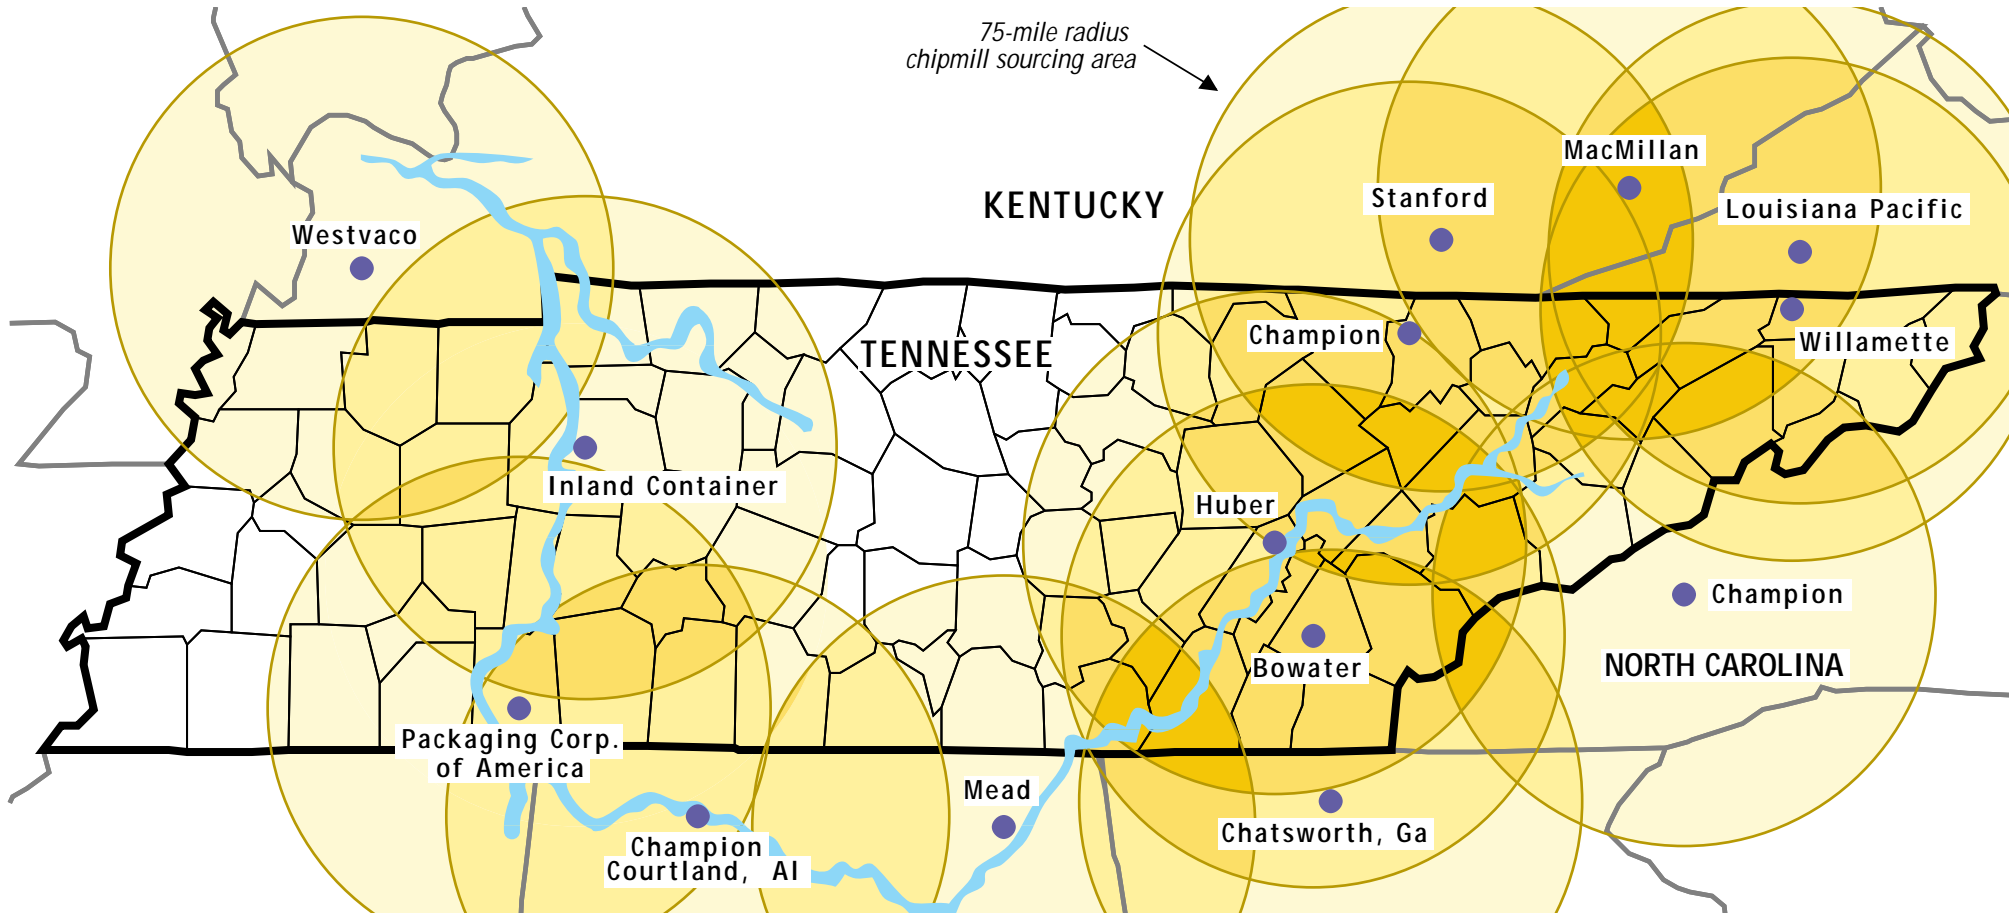 75-mile radius
chipmill sourcing area
MacMillan
KENTUCKY
Stanford
Louisiana Pacific
Westvaco
Champion
Willamette
TENNESSEE
Inland Container
Huber
Champion
Bowater
NORTH CAROLINA
Packaging Corp.
of America
Mead
Chatsworth, Ga
Champion
Courtland, Al